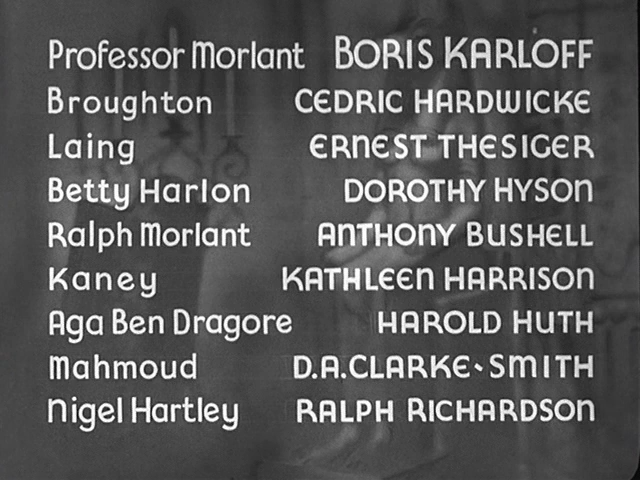 Professor Morlant BORIS KARLOFF
Broughton CEDRIC HARDWICKE
Laing ERNEST THESIGER
Betty Harlon DOROTHY HYSON
Ralph Morlant ANTHONY BUSHELL
Kaney KATHLEEN HARRISON
Aga Ben Dragore HAROLD HUTH
Mahmoud D.A.CLARKE-SMITH
Nigel Hartley RALPH RICHARDSON